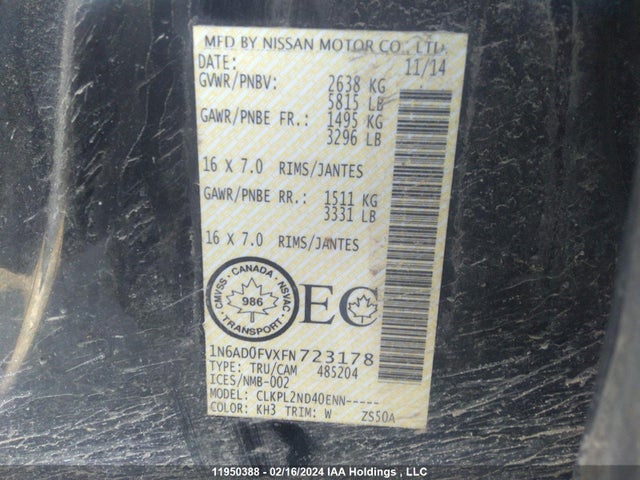 MFD BY NISSAN MOTOR CO., LTD.
DATE: 11/14
GVWR/PNBV: 2638 KG
5815 LB
GAWR/PNBE FR.: 1495 KG
3296 LB
16 X 7.0 RIMS/JANTES
GAWR/PNBE RR.: 1511 KG
3331 LB
16 X 7.0 RIMS/JANTES
CANADA
CMVSS NSVAC
986
TRANSPORT
EC
1N6AD0FVXFN723178
TYPE: TRU/CAM 485204
ICES/NMB-002
MODEL: CLKPL2ND40ENN-----
COLOR: KH3 TRIM: W ZS50A
11950388 - 02/16/2024 IAA Holdings , LLC